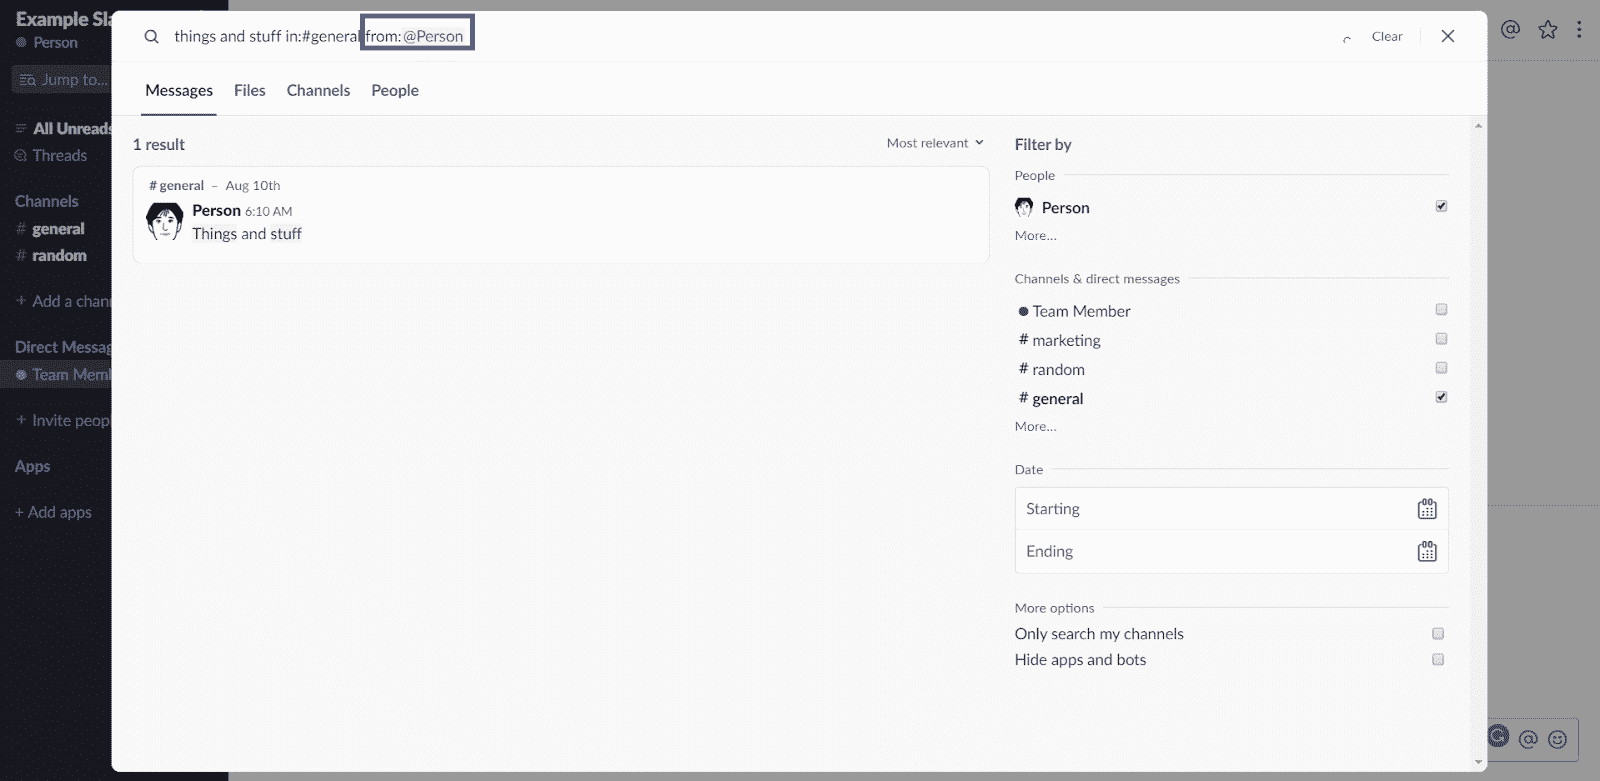 Example Sla
Person
Jump to...
All Unreads
Threads
Channels
# general
# random
+ Add a chann
Direct Messag
Team Memb
+ Invite peop
Apps
+ Add apps
things and stuff in:#general from:@Person
Clear
Messages Files Channels People
1 result
Most relevant
# general – Aug 10th
Person 6:10 AM
Things and stuff
Filter by
People
Person
More...
Channels & direct messages
Team Member
# marketing
# random
# general
More...
Date
Starting
Ending
More options
Only search my channels
Hide apps and bots